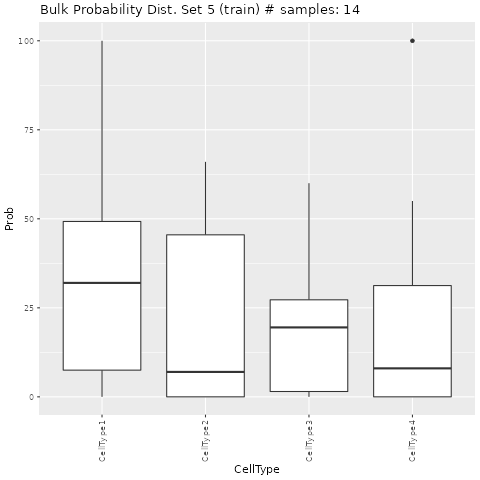 Bulk Probability Dist. Set 5 (train) # samples: 14
100
75
50
25
0
Prob
CellType1
CellType2
CellType3
CellType4
CellType